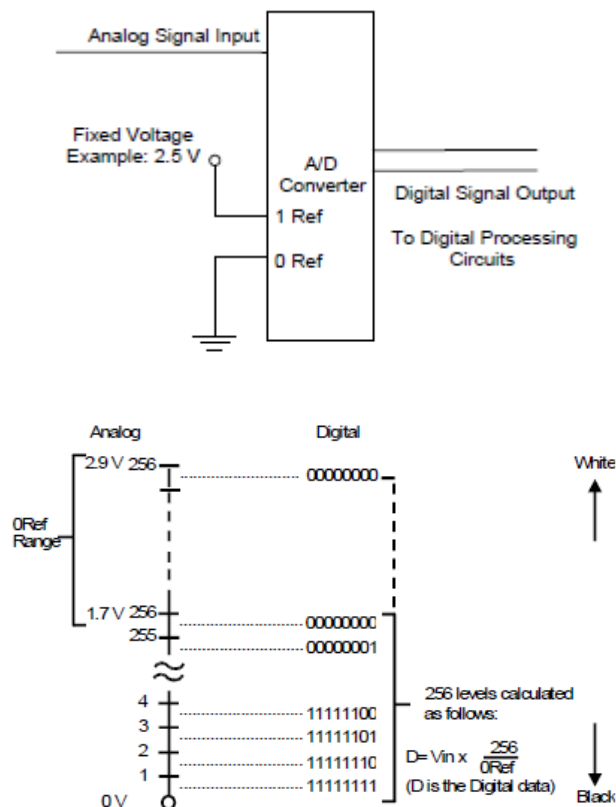 Analog Signal Input
Fixed Voltage
Example: 2.5 V
A/D
Converter
1 Ref
0 Ref
Digital Signal Output
To Digital Processing
Circuits
Analog
Digital
2.9 V 256
00000000
White
0Ref
Range
1.7 V 256
00000000
255
00000001
4
11111100
3
11111101
2
11111110
1
11111111
0 V
256 levels calculated
as follows:
D= Vin x 256
0Ref
(D is the Digital data)
Black